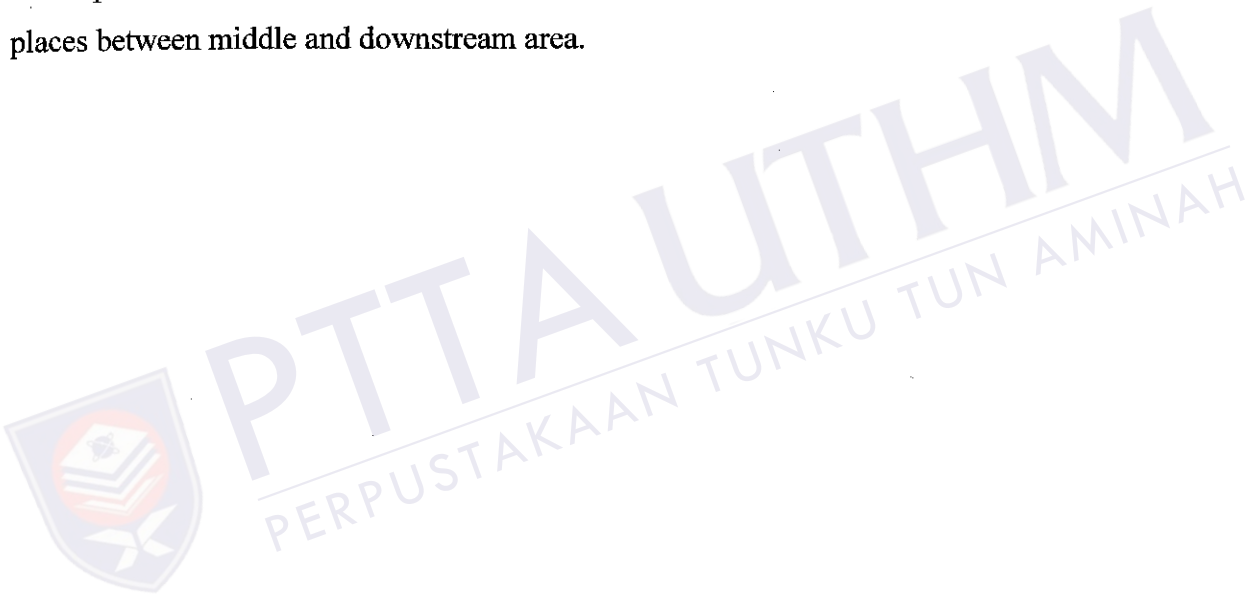 places between middle and downstream area.
PTTA UTHM
PERPUSTAKAAN TUNKU TUN AMINAH